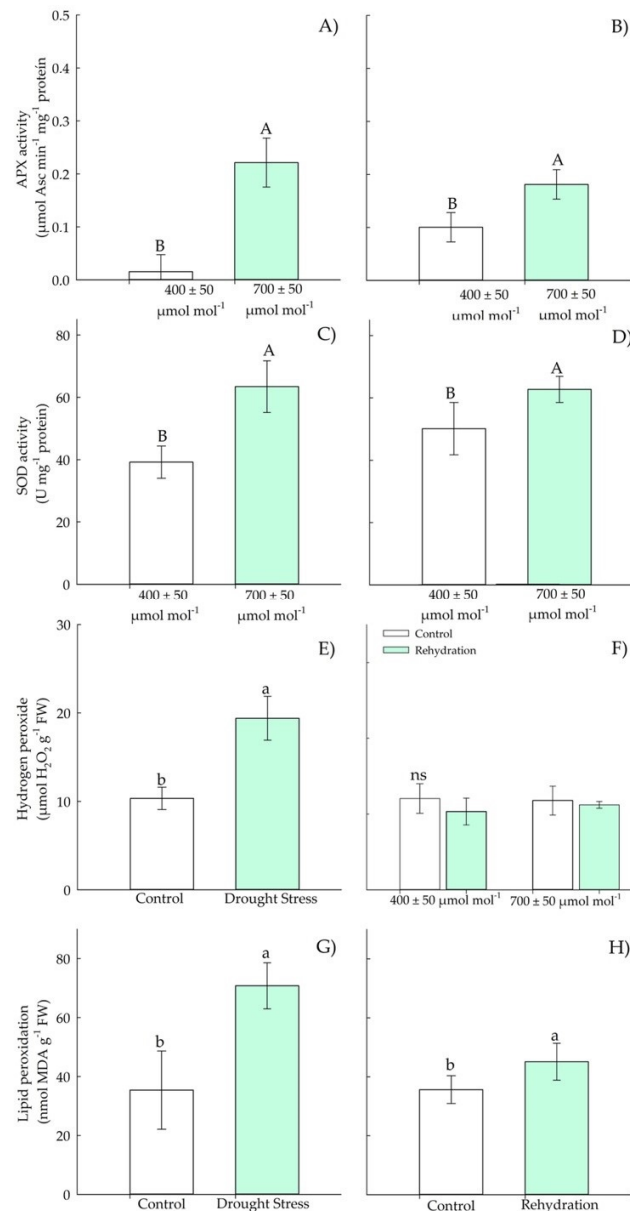 A)
B)
APX activity
(μmol Asc min⁻¹ mg⁻¹ protein)
0.5
0.4
0.3
0.2
0.1
0.0
B
A
B
A
400 ± 50
μmol mol⁻¹
700 ± 50
μmol mol⁻¹
400 ± 50
μmol mol⁻¹
700 ± 50
μmol mol⁻¹
C)
D)
SOD activity
(U mg⁻¹ protein)
80
60
40
20
0
B
A
B
A
400 ± 50
μmol mol⁻¹
700 ± 50
μmol mol⁻¹
400 ± 50
μmol mol⁻¹
700 ± 50
μmol mol⁻¹
E)
F)
Hydrogen peroxide
(μmol H₂O₂ g⁻¹ FW)
30
20
10
0
b
a
Control
Drought Stress
Control
Rehydration
ns
400 ± 50 μmol mol⁻¹
700 ± 50 μmol mol⁻¹
G)
H)
Lipid peroxidation
(nmol MDA g⁻¹ FW)
80
60
40
20
0
b
a
b
a
Control
Drought Stress
Control
Rehydration